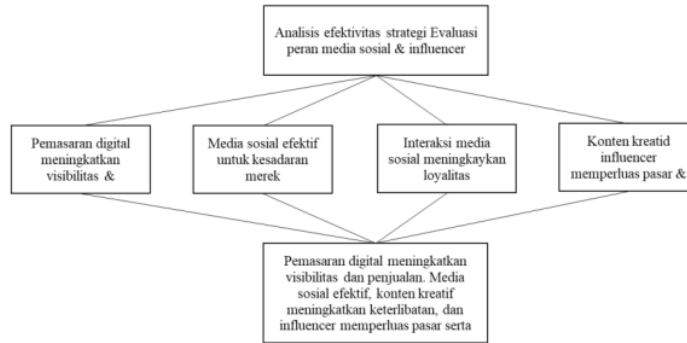 Analisis efektivitas strategi Evaluasi
peran media sosial & influencer
Pemasaran digital
meningkatkan
visibilitas &
Media sosial efektif
untuk kesadaran
merek
Interaksi media
sosial meningkaykan
loyalitas
Konten kreatid
influencer
memperluas pasar &
Pemasaran digital meningkatkan
visibilitas dan penjualan. Media
sosial efektif, konten kreatif
meningkatkan keterlibatan, dan
influencer memperluas pasar serta